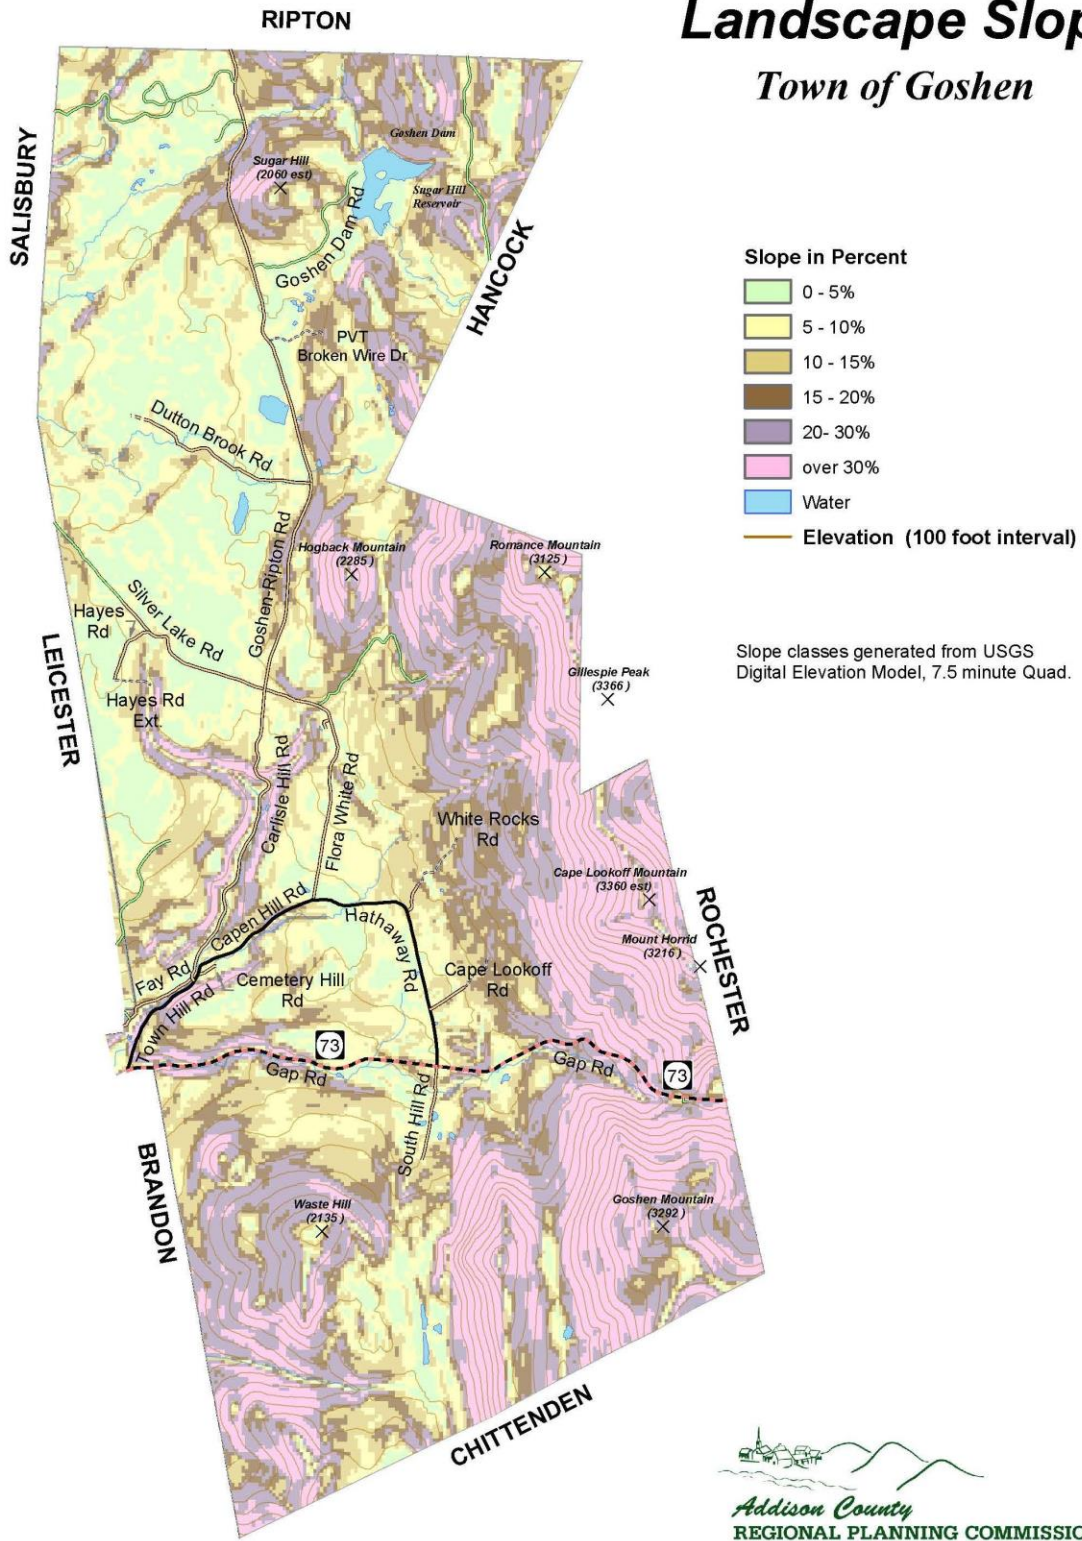 Landscape Slop
Town of Goshen
RIPTON
SALISBURY
HANCOCK
LEICESTER
ROCHESTER
BRANDON
CHITTENDEN
Goshen Dam
Sugar Hill
(2060 est)
Sugar Hill
Reservoir
Goshen Dam Rd
PVT
Broken Wire Dr
Dutton Brook Rd
Goshen-Ripton Rd
Hogback Mountain
(2285 )
Romance Mountain
(3125 )
Silver Lake Rd
Hayes
Rd
Hayes Rd
Ext.
Gillespie Peak
(3366 )
Carlisle Hill Rd
Flora White Rd
White Rocks
Rd
Cape Lookoff Mountain
(3360 est)
Mount Horrid
(3216 )
Capen Hill Rd
Hathaway Rd
Fay Rd
Town Hill Rd
Cemetery Hill
Rd
Cape Lookoff
Rd
73
Gap Rd
Gap Rd
73
South Hill Rd
Waste Hill
(2135 )
Goshen Mountain
(3292 )
Slope in Percent
0 - 5%
5 - 10%
10 - 15%
15 - 20%
20- 30%
over 30%
Water
Elevation (100 foot interval)
Slope classes generated from USGS
Digital Elevation Model, 7.5 minute Quad.
Addison County
REGIONAL PLANNING COMMISSIO